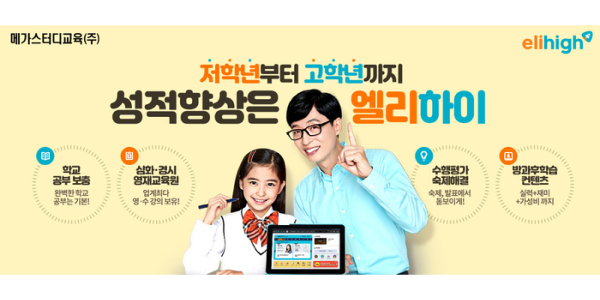 메가스터디교육(주)
elihigh
저학년부터 고학년까지
성적향상은 엘리하이
학교
공부 보충
완벽한 학교
공부는 기본!
심화·경시
영재교육원
업계최다
명·수 강의 보유!
수행평가
숙제해결
숙제, 발표에서
돋보이게!
방과후학습
컨텐츠
실력+재미
+가성비 까지